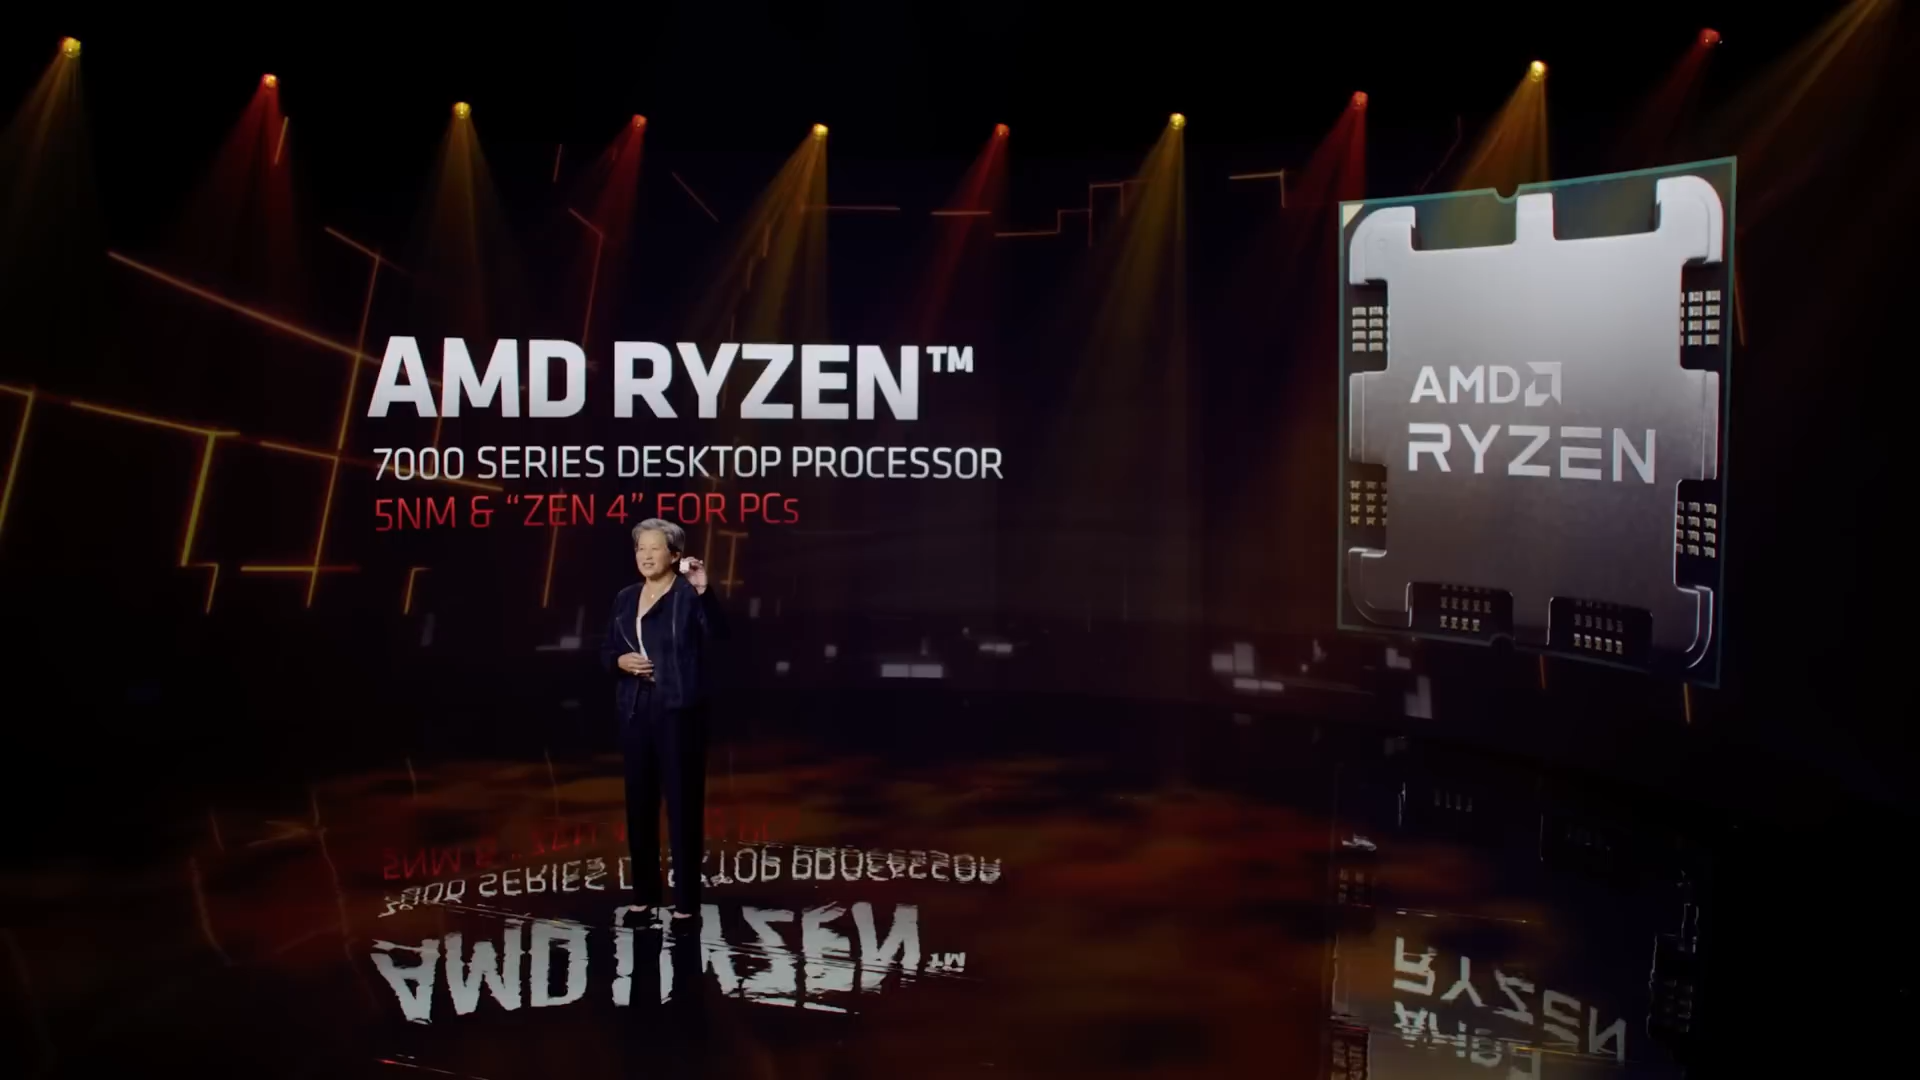 AMD RYZEN™
7000 SERIES DESKTOP PROCESSOR
5NM & “ZEN 4” FOR PCs
AMD
RYZEN